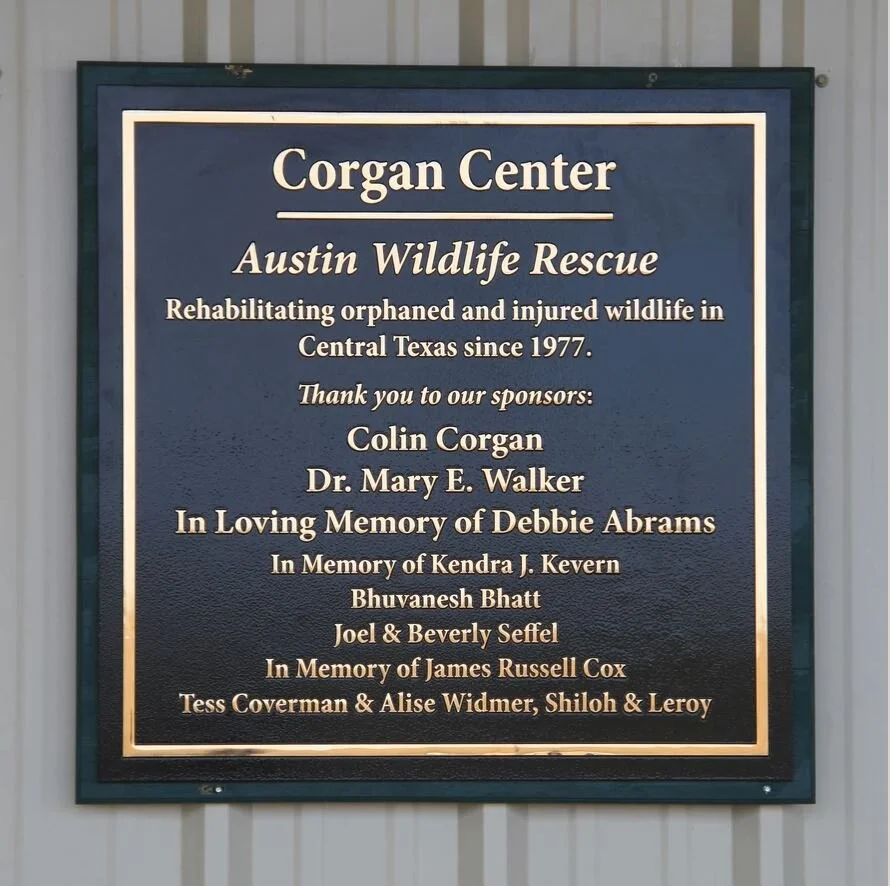 Corgan Center
Austin Wildlife Rescue
Rehabilitating orphaned and injured wildlife in
Central Texas since 1977.
Thank you to our sponsors:
Colin Corgan
Dr. Mary E. Walker
In Loving Memory of Debbie Abrams
In Memory of Kendra J. Kevern
Bhuvanesh Bhatt
Joel & Beverly Seffel
In Memory of James Russell Cox
Tess Coverman & Alise Widmer, Shiloh & Leroy